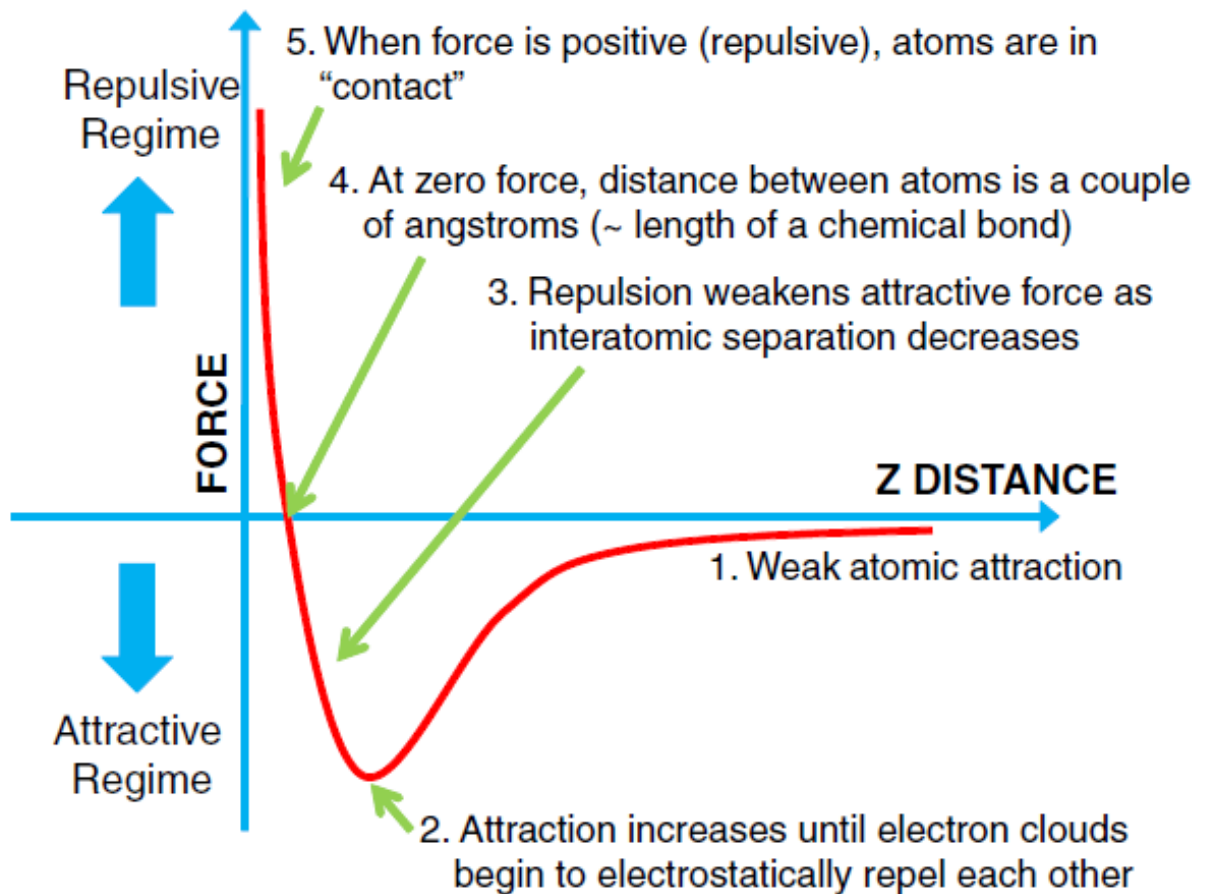 5. When force is positive (repulsive), atoms are in
“contact”
Repulsive
Regime
4. At zero force, distance between atoms is a couple
of angstroms (~ length of a chemical bond)
3. Repulsion weakens attractive force as
interatomic separation decreases
FORCE
Z DISTANCE
1. Weak atomic attraction
Attractive
Regime
2. Attraction increases until electron clouds
begin to electrostatically repel each other